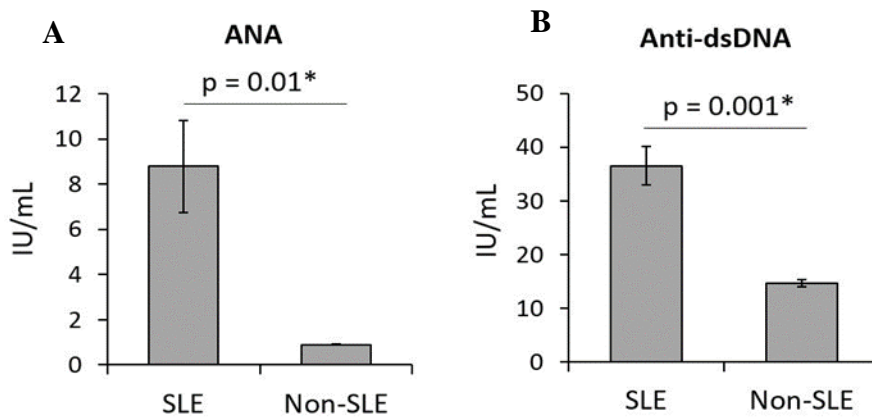 A
ANA
p = 0.01*
12
10
8
6
4
2
0
IU/mL
SLE Non-SLE
B
Anti-dsDNA
p = 0.001*
50
40
30
20
10
0
IU/mL
SLE Non-SLE